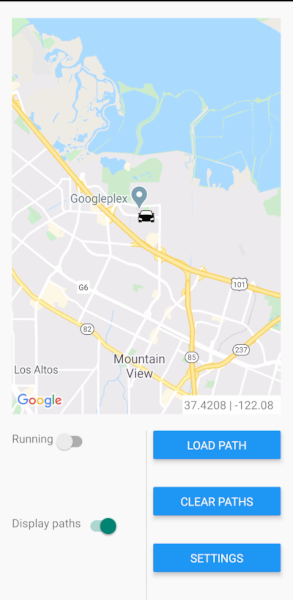 Googleplex
101
G6
82
Mountain
View
85
237
Los Altos
Google
37.4208 | -122.08
Running
LOAD PATH
CLEAR PATHS
Display paths
SETTINGS